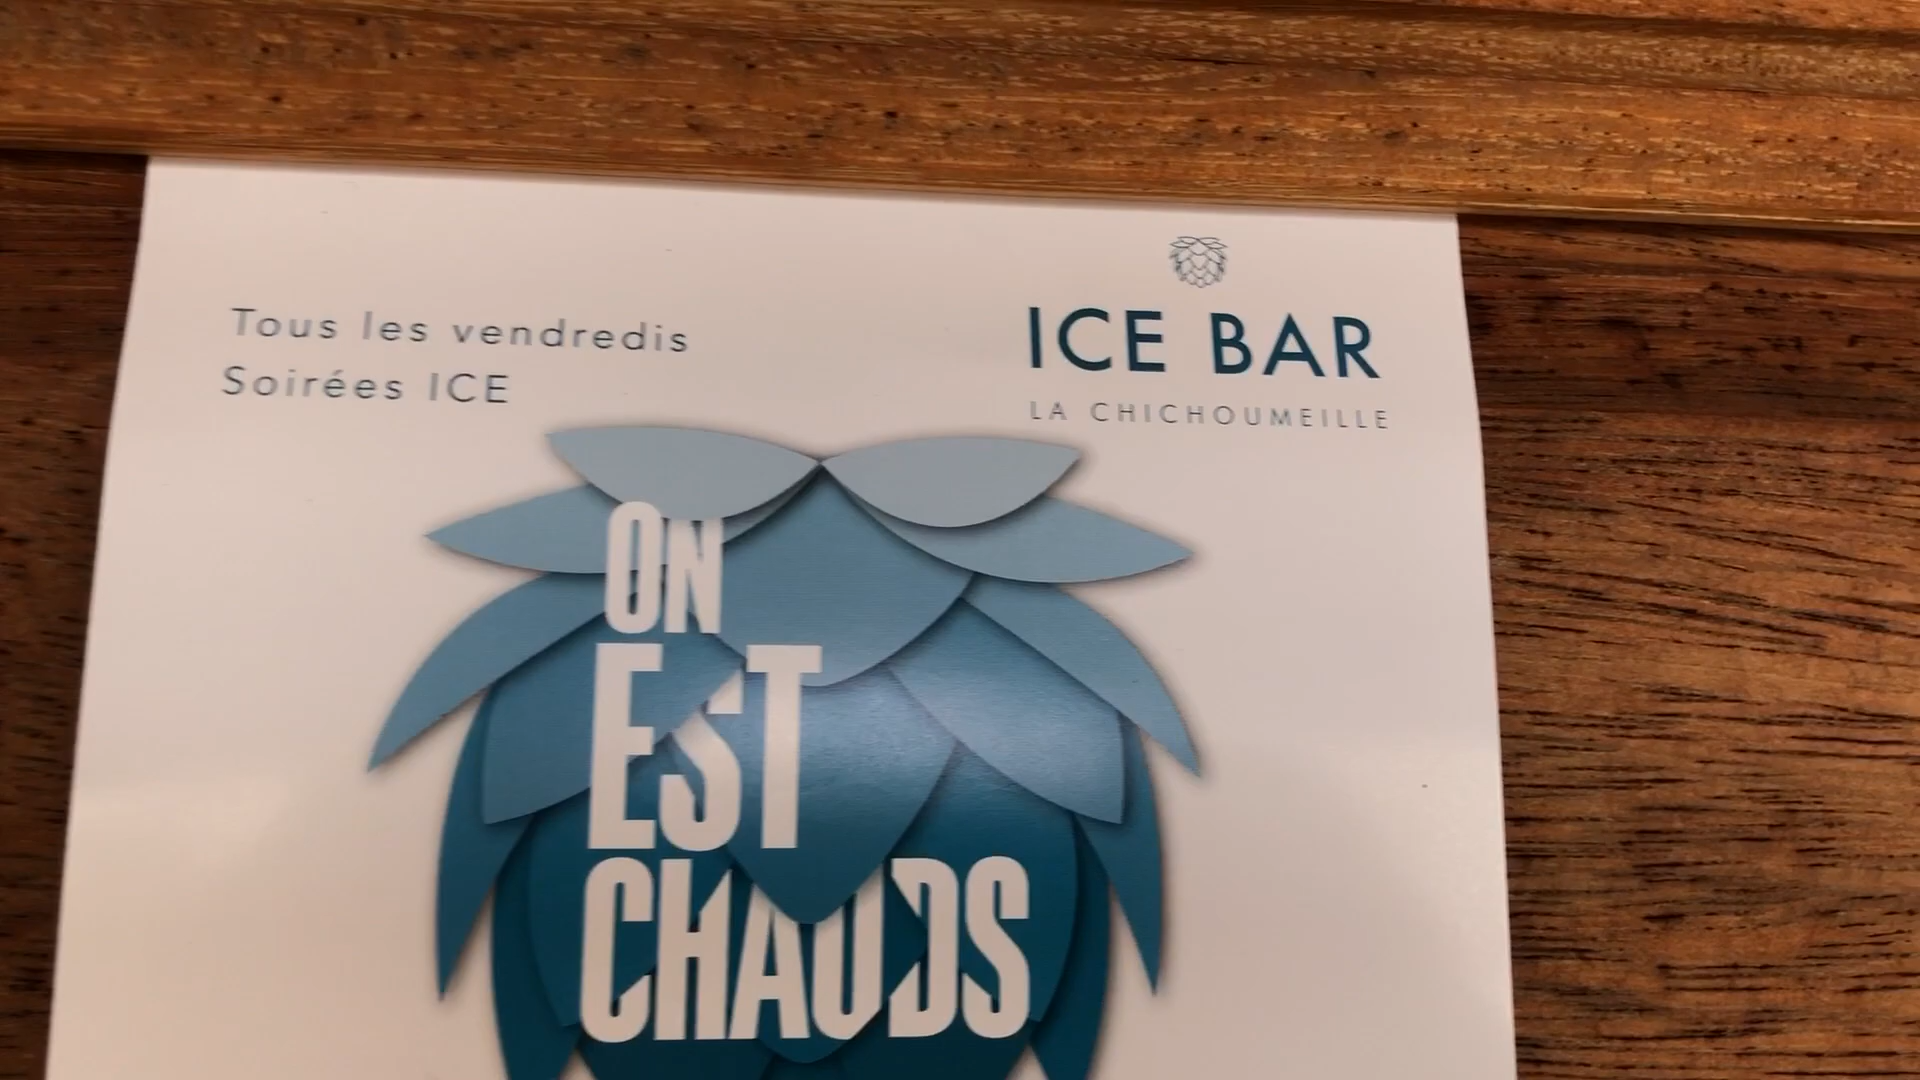 Tous les vendredis
Soirées ICE
ICE BAR
LA CHICHOUMEILLE
ON
EST
CHAUDS